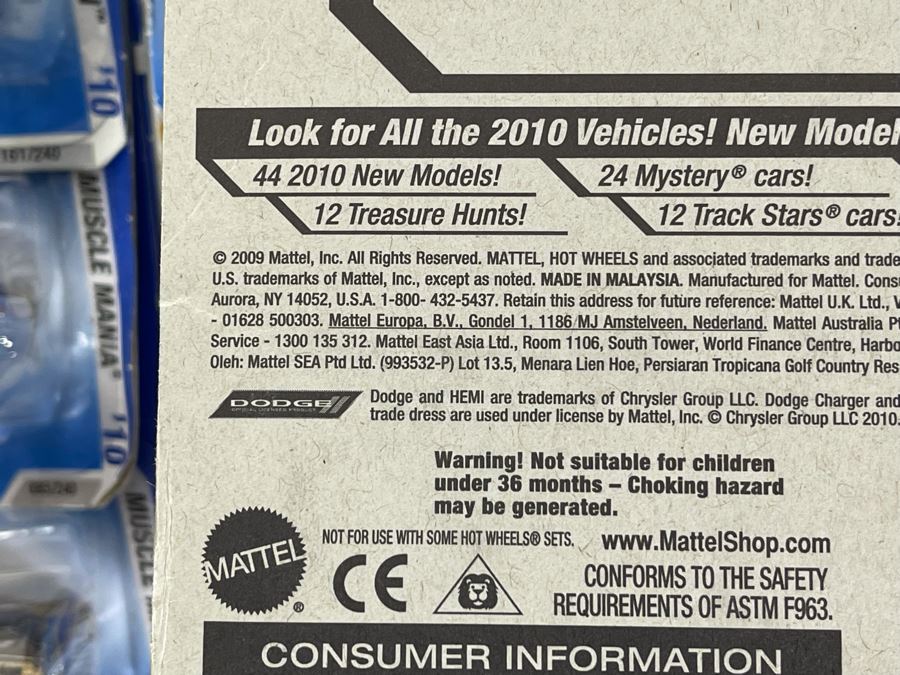 '10
161/240
MUSCLE MANIA®
'10
MUSCLE
Look for All the 2010 Vehicles! New Model
44 2010 New Models!
24 Mystery® cars!
12 Treasure Hunts!
12 Track Stars® cars!
© 2009 Mattel, Inc. All Rights Reserved. MATTEL, HOT WHEELS and associated trademarks and trade
U.S. trademarks of Mattel, Inc., except as noted. MADE IN MALAYSIA. Manufactured for Mattel. Consu
Aurora, NY 14052, U.S.A. 1-800- 432-5437. Retain this address for future reference: Mattel U.K. Ltd., V
- 01628 500303. Mattel Europa, B.V., Gondel 1, 1186 MJ Amstelveen, Nederland. Mattel Australia Pt
Service - 1300 135 312. Mattel East Asia Ltd., Room 1106, South Tower, World Finance Centre, Harbo
Oleh: Mattel SEA Ptd Ltd. (993532-P) Lot 13.5, Menara Lien Hoe, Persiaran Tropicana Golf Country Res
DODGE
OFFICIAL LICENSED PRODUCT
Dodge and HEMI are trademarks of Chrysler Group LLC. Dodge Charger and
trade dress are used under license by Mattel, Inc. © Chrysler Group LLC 2010.
Warning! Not suitable for children
under 36 months – Choking hazard
may be generated.
MATTEL®
NOT FOR USE WITH SOME HOT WHEELS® SETS.
www.MattelShop.com
CE
CONFORMS TO THE SAFETY
REQUIREMENTS OF ASTM F963.
CONSUMER INFORMATION